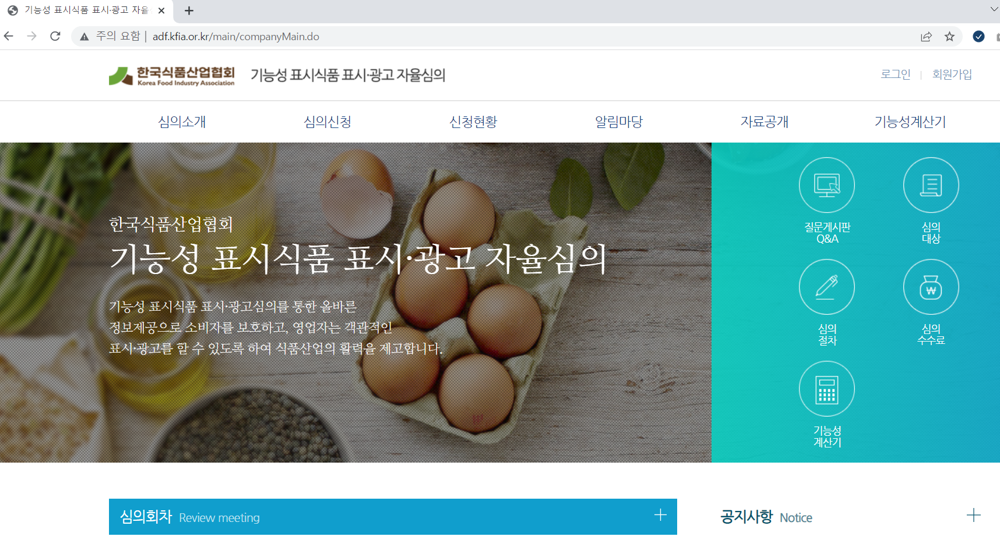 기능성 표시식품 표시·광고 자율
주의 요함 | adf.kfia.or.kr/main/companyMain.do
한국식품산업협회
Korea Food Industry Association
기능성 표시식품 표시·광고 자율심의
로그인 | 회원가입
심의소개 심의신청 신청현황 알림마당 자료공개 기능성계산기
한국식품산업협회
기능성 표시식품 표시·광고 자율심의
기능성 표시식품 표시·광고심의를 통한 올바른
정보제공으로 소비자를 보호하고, 영업자는 객관적인
표시·광고를 할 수 있도록 하여 식품산업의 활력을 제고합니다.
질문게시판
Q&A
심의
대상
심의
절차
심의
수수료
기능성
계산기
심의회차 Review meeting
공지사항 Notice